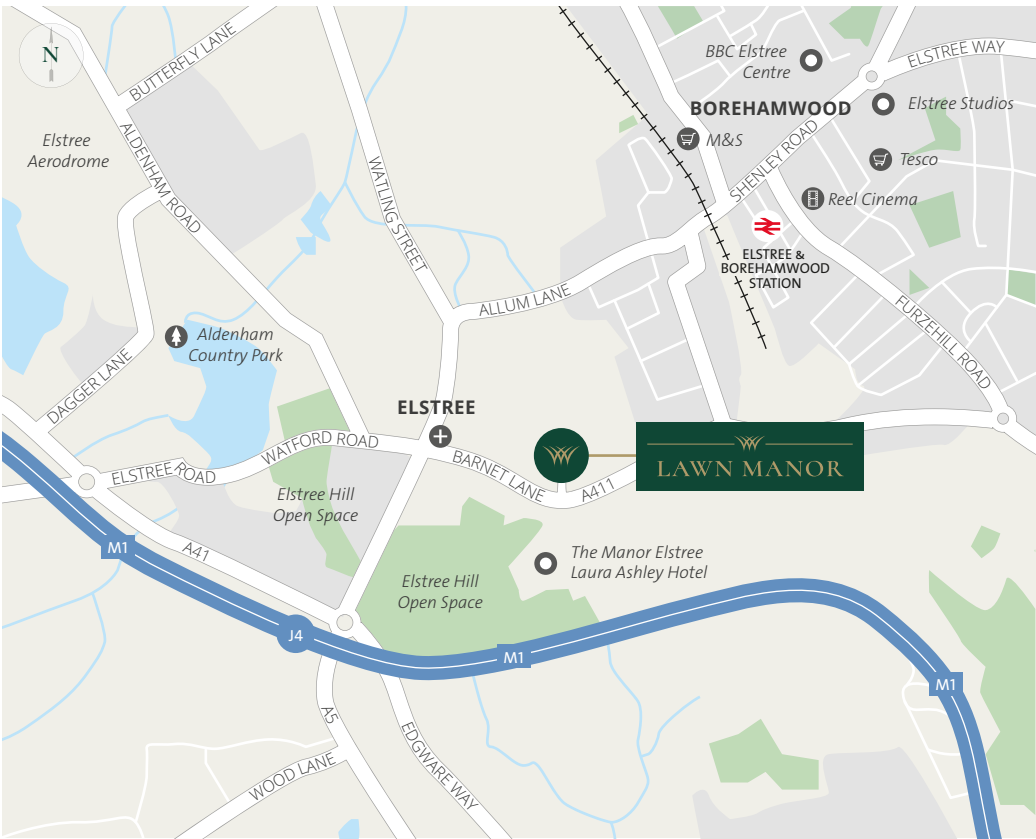 N
BUTTERFLY LANE
BBC Elstree
Centre
ELSTREE WAY
BOREHAMWOOD
Elstree Studios
Elstree
Aerodrome
ALDENHAM ROAD
WATLING STREET
M&S
SHENLEY ROAD
Tesco
Reel Cinema
ELSTREE &
BOREHAMWOOD
STATION
ALLUM LANE
FURZEHILL ROAD
Aldenham
Country Park
DAGGER LANE
ELSTREE
WATFORD ROAD
ELSTREE ROAD
BARNET LANE
A411
LAWN MANOR
Elstree Hill
Open Space
M1
A41
The Manor Elstree
Laura Ashley Hotel
Elstree Hill
Open Space
J4
M1
M1
A5
EDGWARE WAY
WOOD LANE